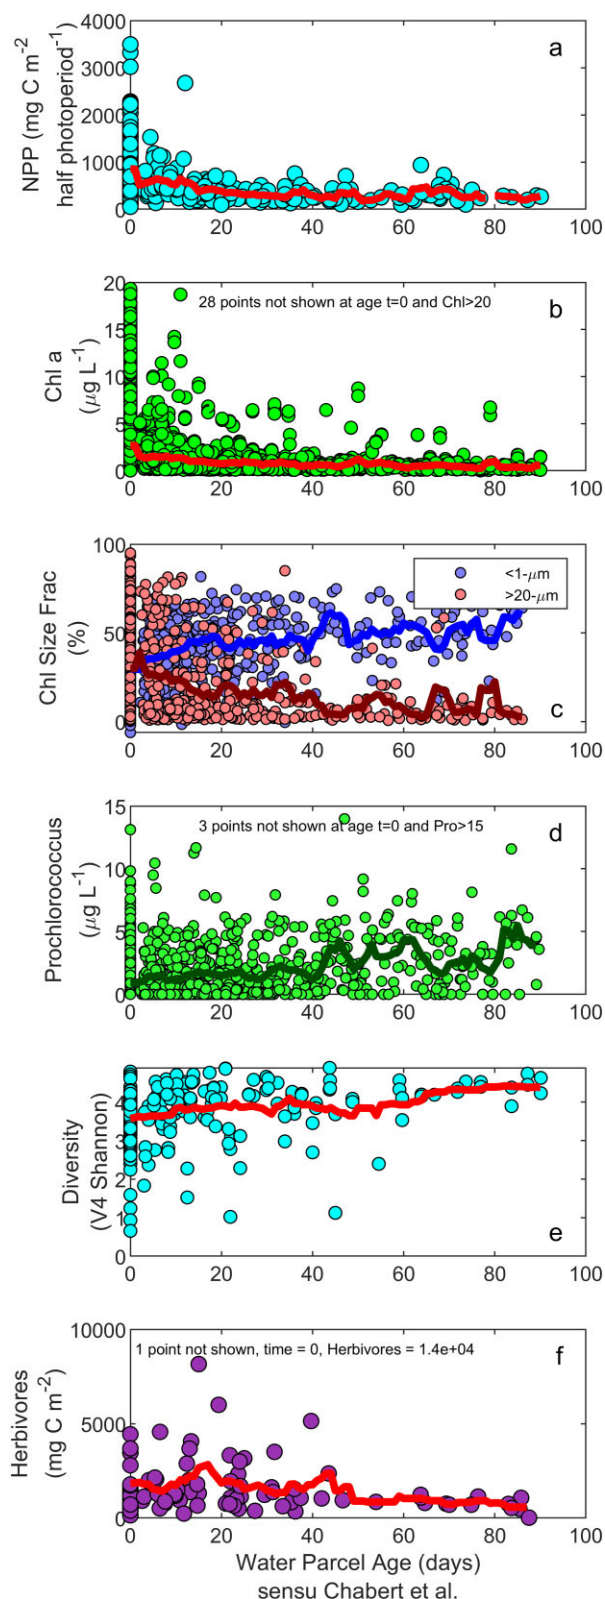 a
4000
3000
2000
1000
0
NPP (mg C m-2
half photoperiod-1)
0 20 40 60 80 100
b
28 points not shown at age t=0 and Chl>20
20
15
10
5
0
Chl a
(μg L-1)
0 20 40 60 80 100
100
50
0
Chl Size Frac
(%)
<1-μm
>20-μm
c
0 20 40 60 80 100
3 points not shown at age t=0 and Pro>15
d
15
10
5
0
Prochlorococcus
(μg L-1)
0 20 40 60 80 100
4
3
2
1
0
Diversity
(V4 Shannon)
e
0 20 40 60 80 100
1 point not shown, time = 0, Herbivores = 1.4e+04
f
10000
5000
0
Herbivores
(mg C m-2)
0 20 40 60 80 100
Water Parcel Age (days)
sensu Chabert et al.